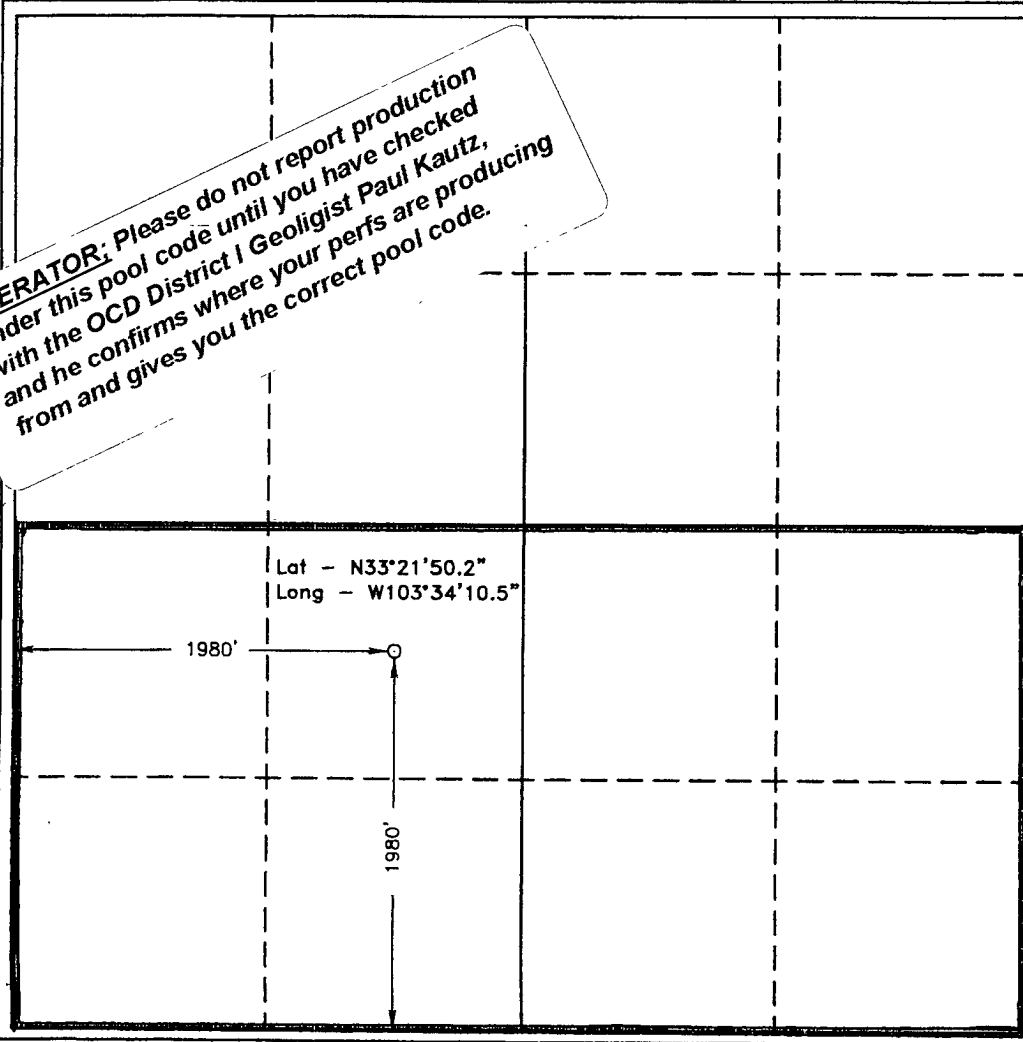 ERATOR; Please do not report production
nder this pool code until you have checked
with the OCD District I Geoligist Paul Kautz,
and he confirms where your perfs are producing
from and gives you the correct pool code.
Lat - N33°21'50.2"
Long - W103°34'10.5"
1980'
1980'